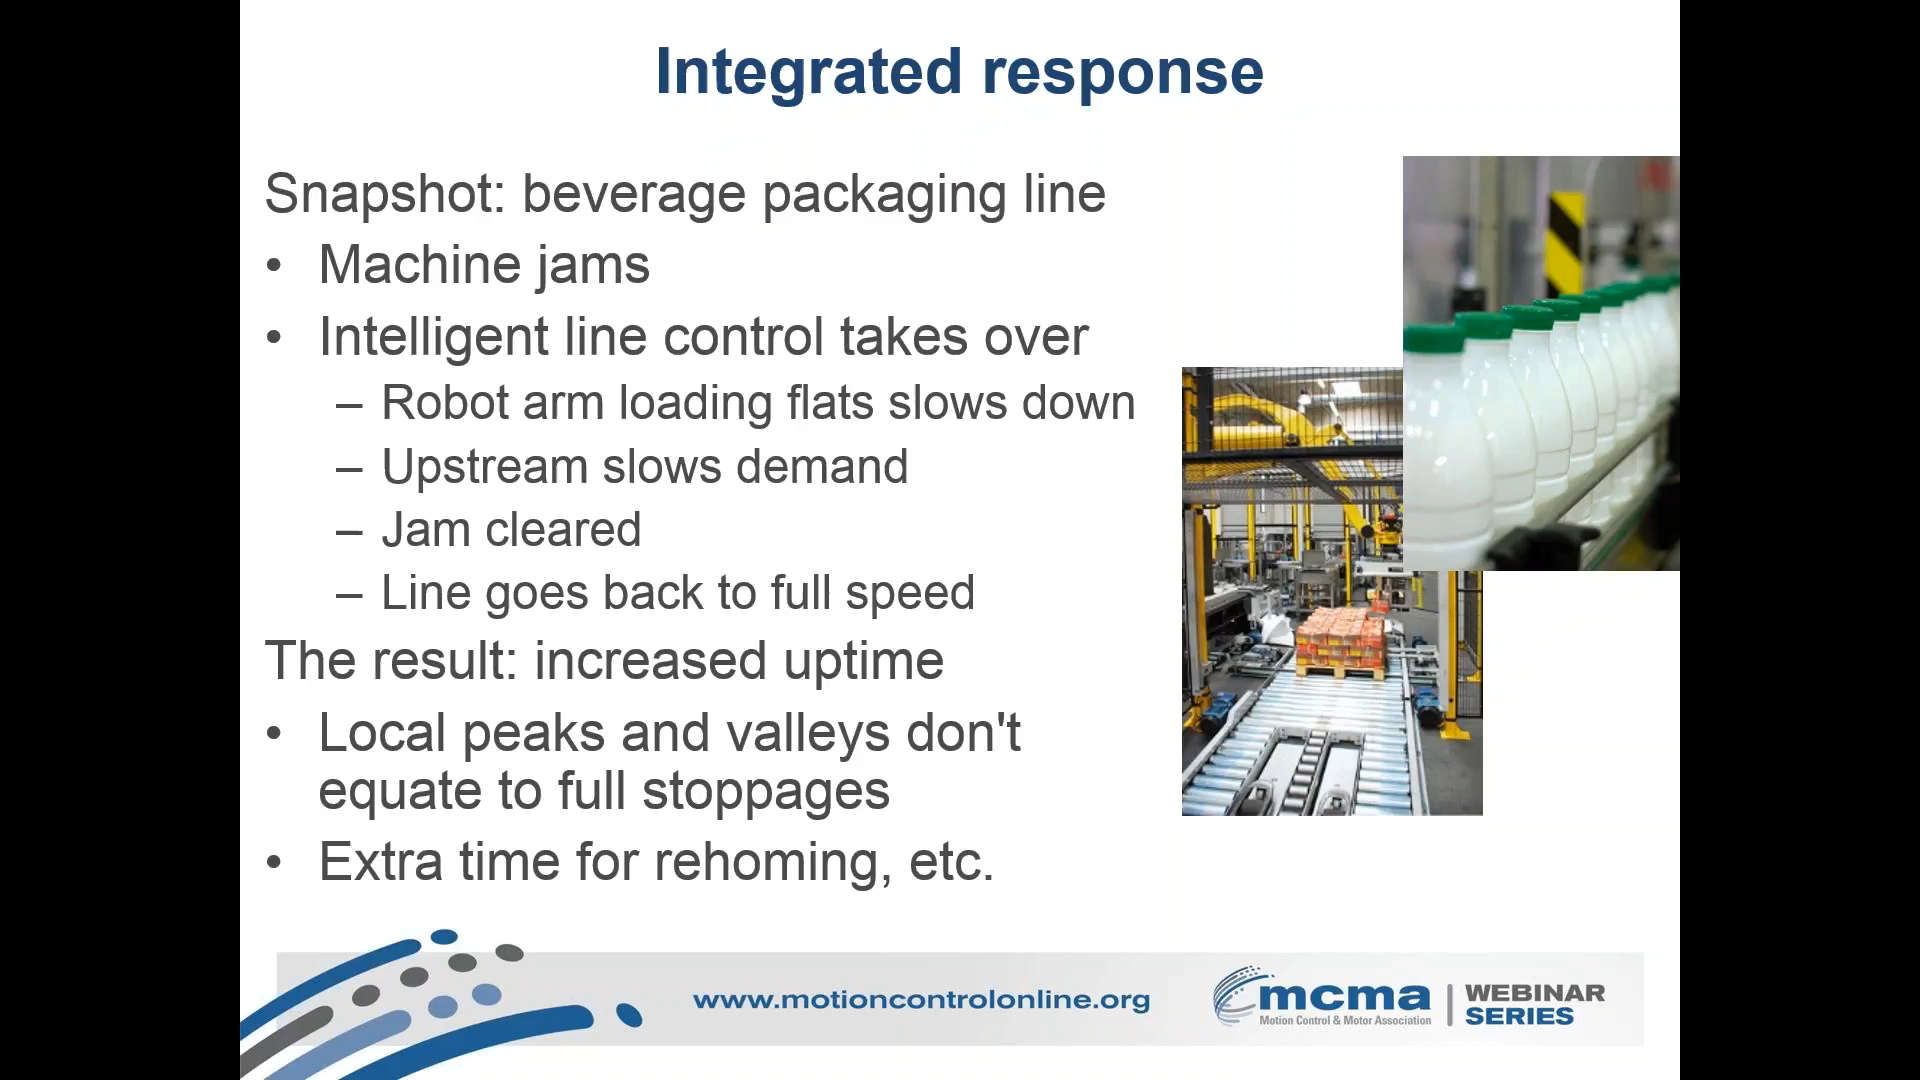 Integrated response
Snapshot: beverage packaging line
• Machine jams
• Intelligent line control takes over
– Robot arm loading flats slows down
– Upstream slows demand
– Jam cleared
– Line goes back to full speed
The result: increased uptime
• Local peaks and valleys don't
equate to full stoppages
• Extra time for rehoming, etc.
www.motioncontrolonline.org
mcma
Motion Control & Motor Association
WEBINAR
SERIES